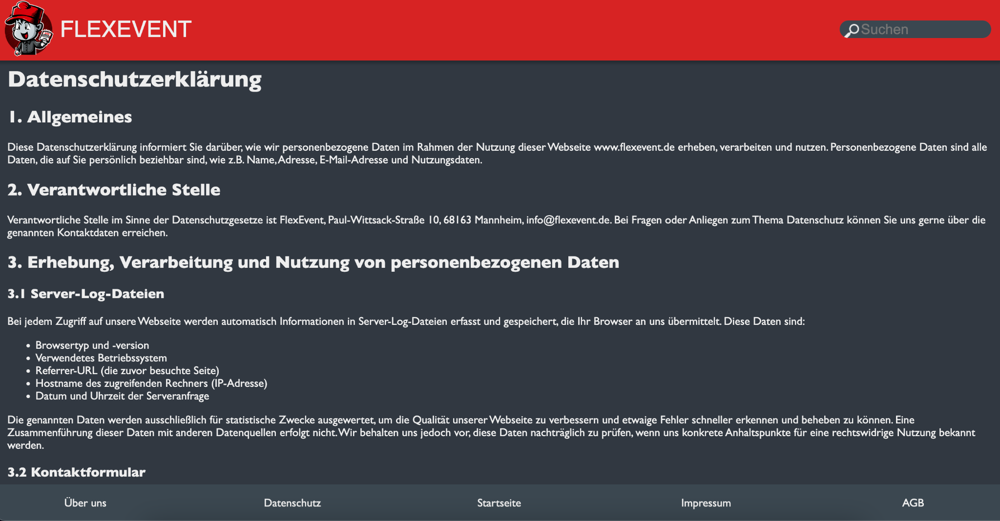 FLEXEVENT
Suchen
Datenschutzerklärung
1. Allgemeines
Diese Datenschutzerklärung informiert Sie darüber, wie wir personenbezogene Daten im Rahmen der Nutzung dieser Webseite www.flexevent.de erheben, verarbeiten und nutzen. Personenbezogene Daten sind alle
Daten, die auf Sie persönlich beziehbar sind, wie z.B. Name, Adresse, E-Mail-Adresse und Nutzungsdaten.
2. Verantwortliche Stelle
Verantwortliche Stelle im Sinne der Datenschutzgesetze ist FlexEvent, Paul-Wittsack-Straße 10, 68163 Mannheim, info@flexevent.de. Bei Fragen oder Anliegen zum Thema Datenschutz können Sie uns gerne über die
genannten Kontaktdaten erreichen.
3. Erhebung, Verarbeitung und Nutzung von personenbezogenen Daten
3.1 Server-Log-Dateien
Bei jedem Zugriff auf unsere Webseite werden automatisch Informationen in Server-Log-Dateien erfasst und gespeichert, die Ihr Browser an uns übermittelt. Diese Daten sind:
• Browsertyp und -version
• Verwendetes Betriebssystem
• Referrer-URL (die zuvor besuchte Seite)
• Hostname des zugreifenden Rechners (IP-Adresse)
• Datum und Uhrzeit der Serveranfrage
Die genannten Daten werden ausschließlich für statistische Zwecke ausgewertet, um die Qualität unserer Webseite zu verbessern und etwaige Fehler schneller erkennen und beheben zu können. Eine
Zusammenführung dieser Daten mit anderen Datenquellen erfolgt nicht. Wir behalten uns jedoch vor, diese Daten nachträglich zu prüfen, wenn uns konkrete Anhaltspunkte für eine rechtswidrige Nutzung bekannt
werden.
3.2 Kontaktformular
Über uns
Datenschutz
Startseite
Impressum
AGB